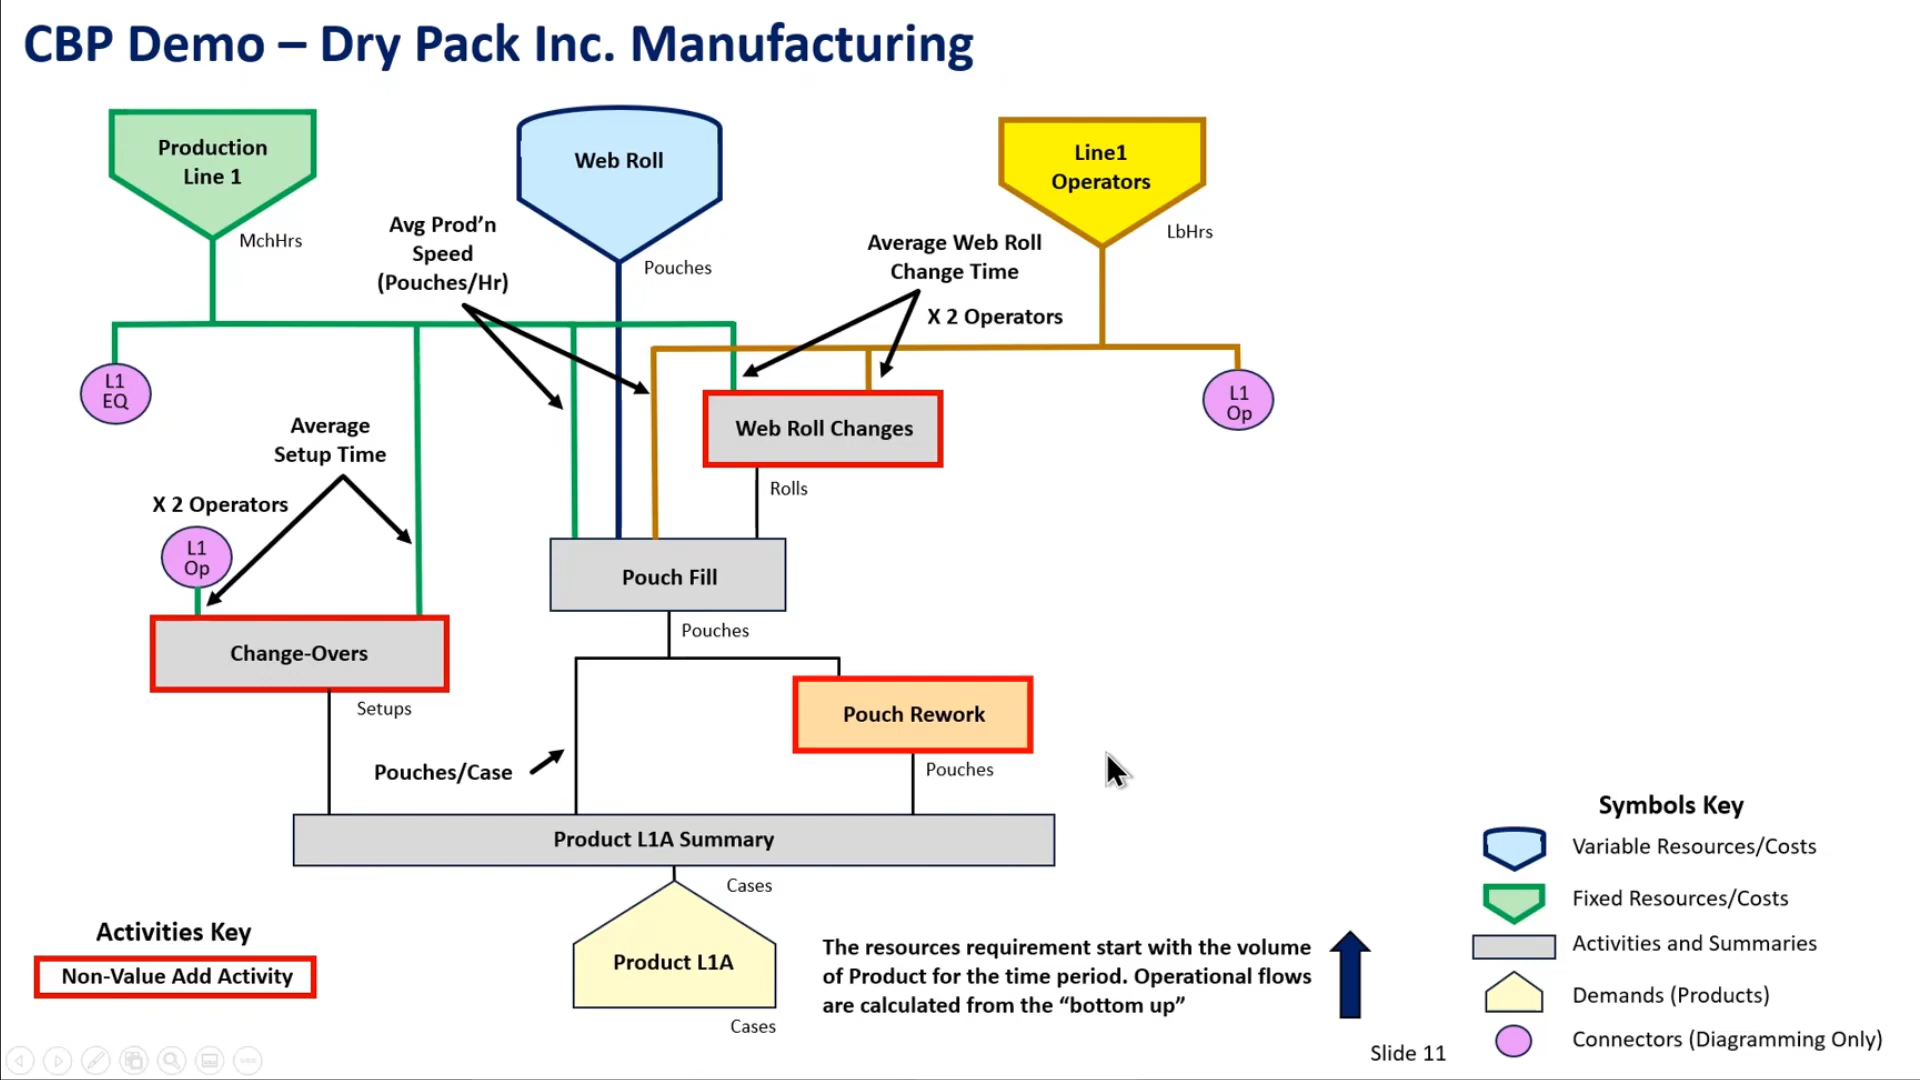 CBP Demo – Dry Pack Inc. Manufacturing
Production
Line 1
MchHrs
Web Roll
Pouches
Line1
Operators
LbHrs
Avg Prod’n
Speed
(Pouches/Hr)
Average Web Roll
Change Time
X 2 Operators
L1
EQ
L1
Op
Average
Setup Time
X 2 Operators
L1
Op
Web Roll Changes
Rolls
Pouch Fill
Pouches
Change-Overs
Setups
Pouch Rework
Pouches
Pouches/Case
Product L1A Summary
Cases
Product L1A
Cases
Activities Key
Non-Value Add Activity
The resources requirement start with the volume
of Product for the time period. Operational flows
are calculated from the “bottom up”
Symbols Key
Variable Resources/Costs
Fixed Resources/Costs
Activities and Summaries
Demands (Products)
Connectors (Diagramming Only)
Slide 11